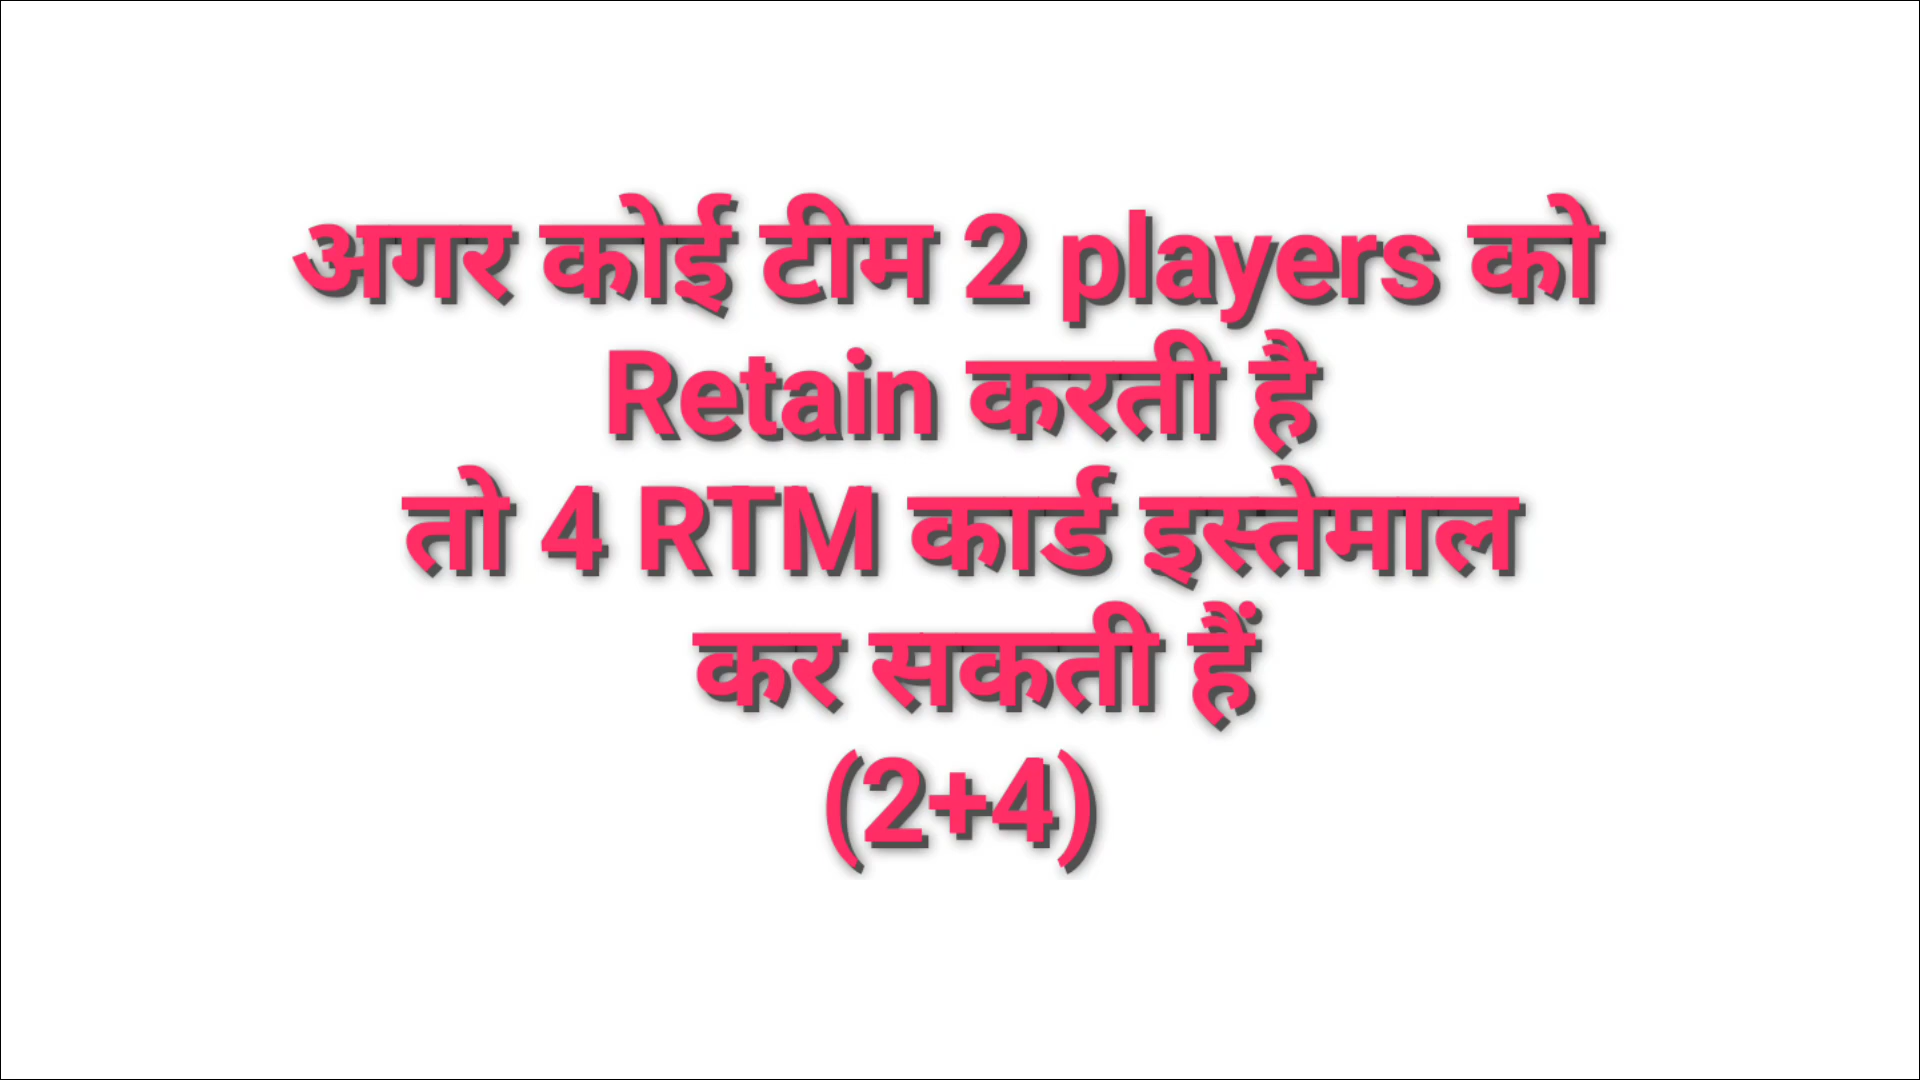 अगर कोई टीम 2 players को
Retain करती है
तो 4 RTM कार्ड इस्तेमाल
कर सकती हैं
(2+4)